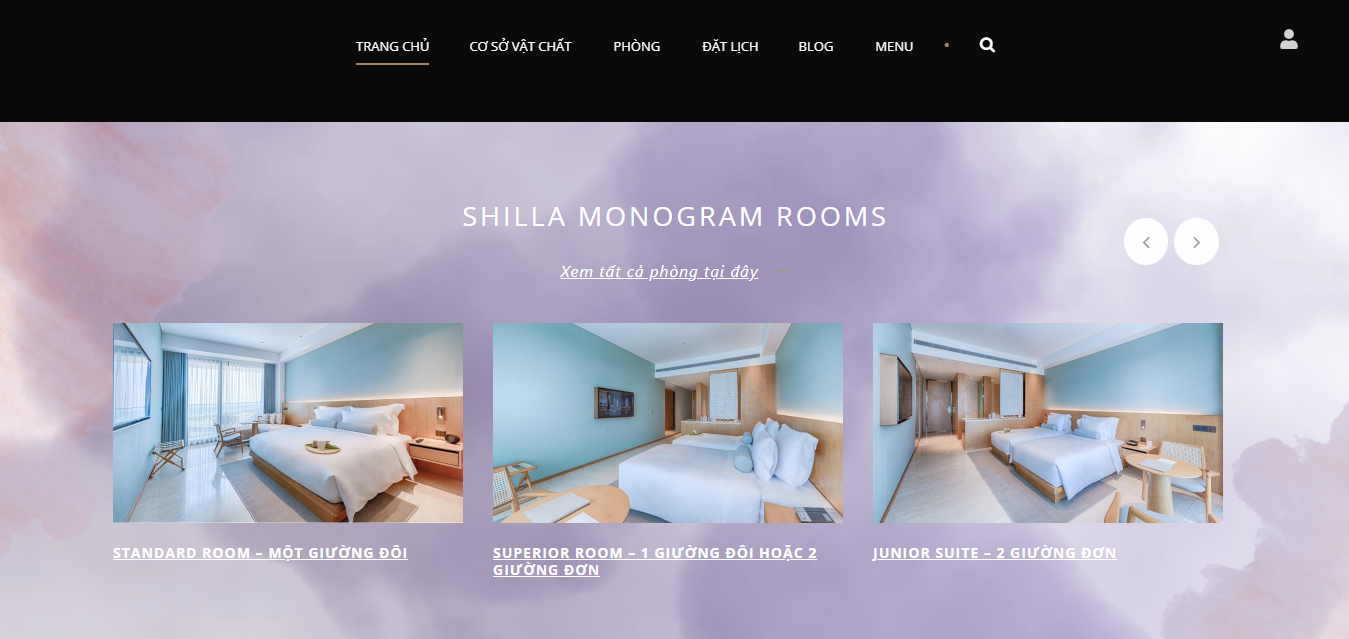 TRANG CHỦ CƠ SỞ VẬT CHẤT PHÒNG ĐẶT LỊCH BLOG MENU
SHILLA MONOGRAM ROOMS
Xem tất cả phòng tại đây
STANDARD ROOM – MỘT GIƯỜNG ĐÔI
SUPERIOR ROOM – 1 GIƯỜNG ĐÔI HOẶC 2
GIƯỜNG ĐƠN
JUNIOR SUITE – 2 GIƯỜNG ĐƠN